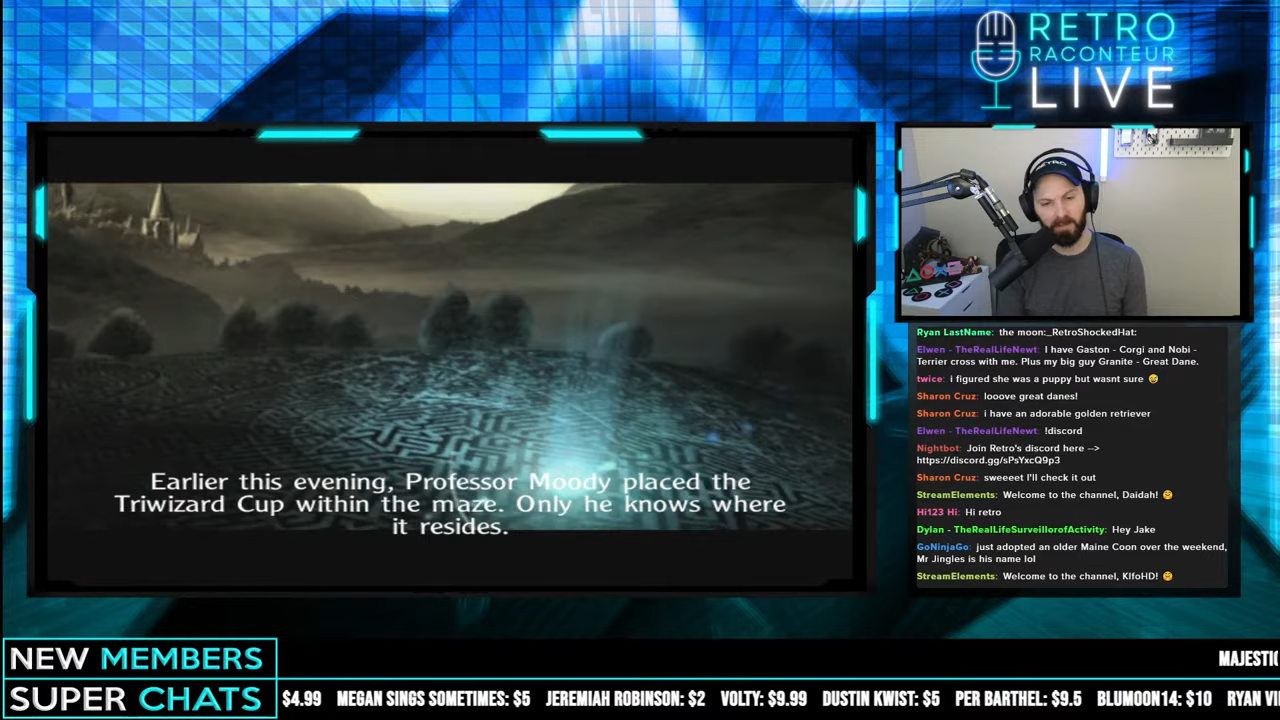 RETRO
RACONTEUR
LIVE
Earlier this evening, Professor Moody placed the
Triwizard Cup within the maze. Only he knows where
it resides.
Ryan LastName: the moon:_RetroShockedHat:
Elwen - TheRealLifeNewt: I have Gaston - Corgi and Nobi -
Terrier cross with me. Plus my big guy Granite - Great Dane.
twice: i figured she was a puppy but wasnt sure 😅
Sharon Cruz: looove great danes!
Sharon Cruz: i have an adorable golden retriever
Elwen - TheRealLifeNewt: !discord
Nightbot: Join Retro's discord here -->
https://discord.gg/sPsYxcQ9p3
Sharon Cruz: sweeeet I'll check it out
StreamElements: Welcome to the channel, Daidah! 🤗
Hi123 Hi: Hi retro
Dylan - TheRealLifeSurveillorofActivity: Hey Jake
GoNinjaGo: just adopted an older Maine Coon over the weekend,
Mr Jingles is his name lol
StreamElements: Welcome to the channel, KlfoHD! 🤗
NEW MEMBERS
MAJESTIC
SUPER CHATS
$4.99 MEGAN SINGS SOMETIMES: $5 JEREMIAH ROBINSON: $2 VOLTY: $9.99 DUSTIN KWIST: $5 PER BARTHEL: $9.5 BLUMOON14: $10 RYAN